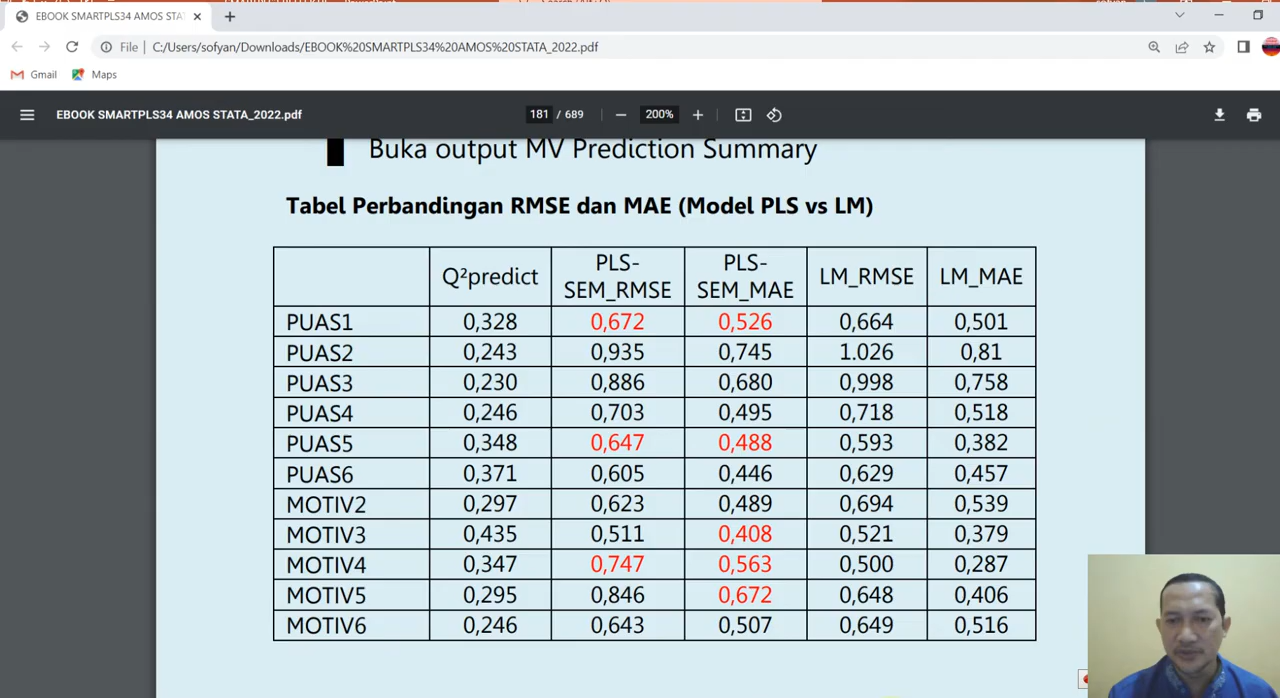 EBOOK SMARTPLS34 AMOS STA
File C:/Users/sofyan/Downloads/EBOOK%20SMARTPLS34%20AMOS%20STATA_2022.pdf
Gmail Maps
EBOOK SMARTPLS34 AMOS STATA_2022.pdf 181 / 689 200%
Buka output MV Prediction Summary
Tabel Perbandingan RMSE dan MAE (Model PLS vs LM)
Q²predict PLS-SEM_RMSE PLS-SEM_MAE LM_RMSE LM_MAE
PUAS1 0,328 0,672 0,526 0,664 0,501
PUAS2 0,243 0,935 0,745 1.026 0,81
PUAS3 0,230 0,886 0,680 0,998 0,758
PUAS4 0,246 0,703 0,495 0,718 0,518
PUAS5 0,348 0,647 0,488 0,593 0,382
PUAS6 0,371 0,605 0,446 0,629 0,457
MOTIV2 0,297 0,623 0,489 0,694 0,539
MOTIV3 0,435 0,511 0,408 0,521 0,379
MOTIV4 0,347 0,747 0,563 0,500 0,287
MOTIV5 0,295 0,846 0,672 0,648 0,406
MOTIV6 0,246 0,643 0,507 0,649 0,516